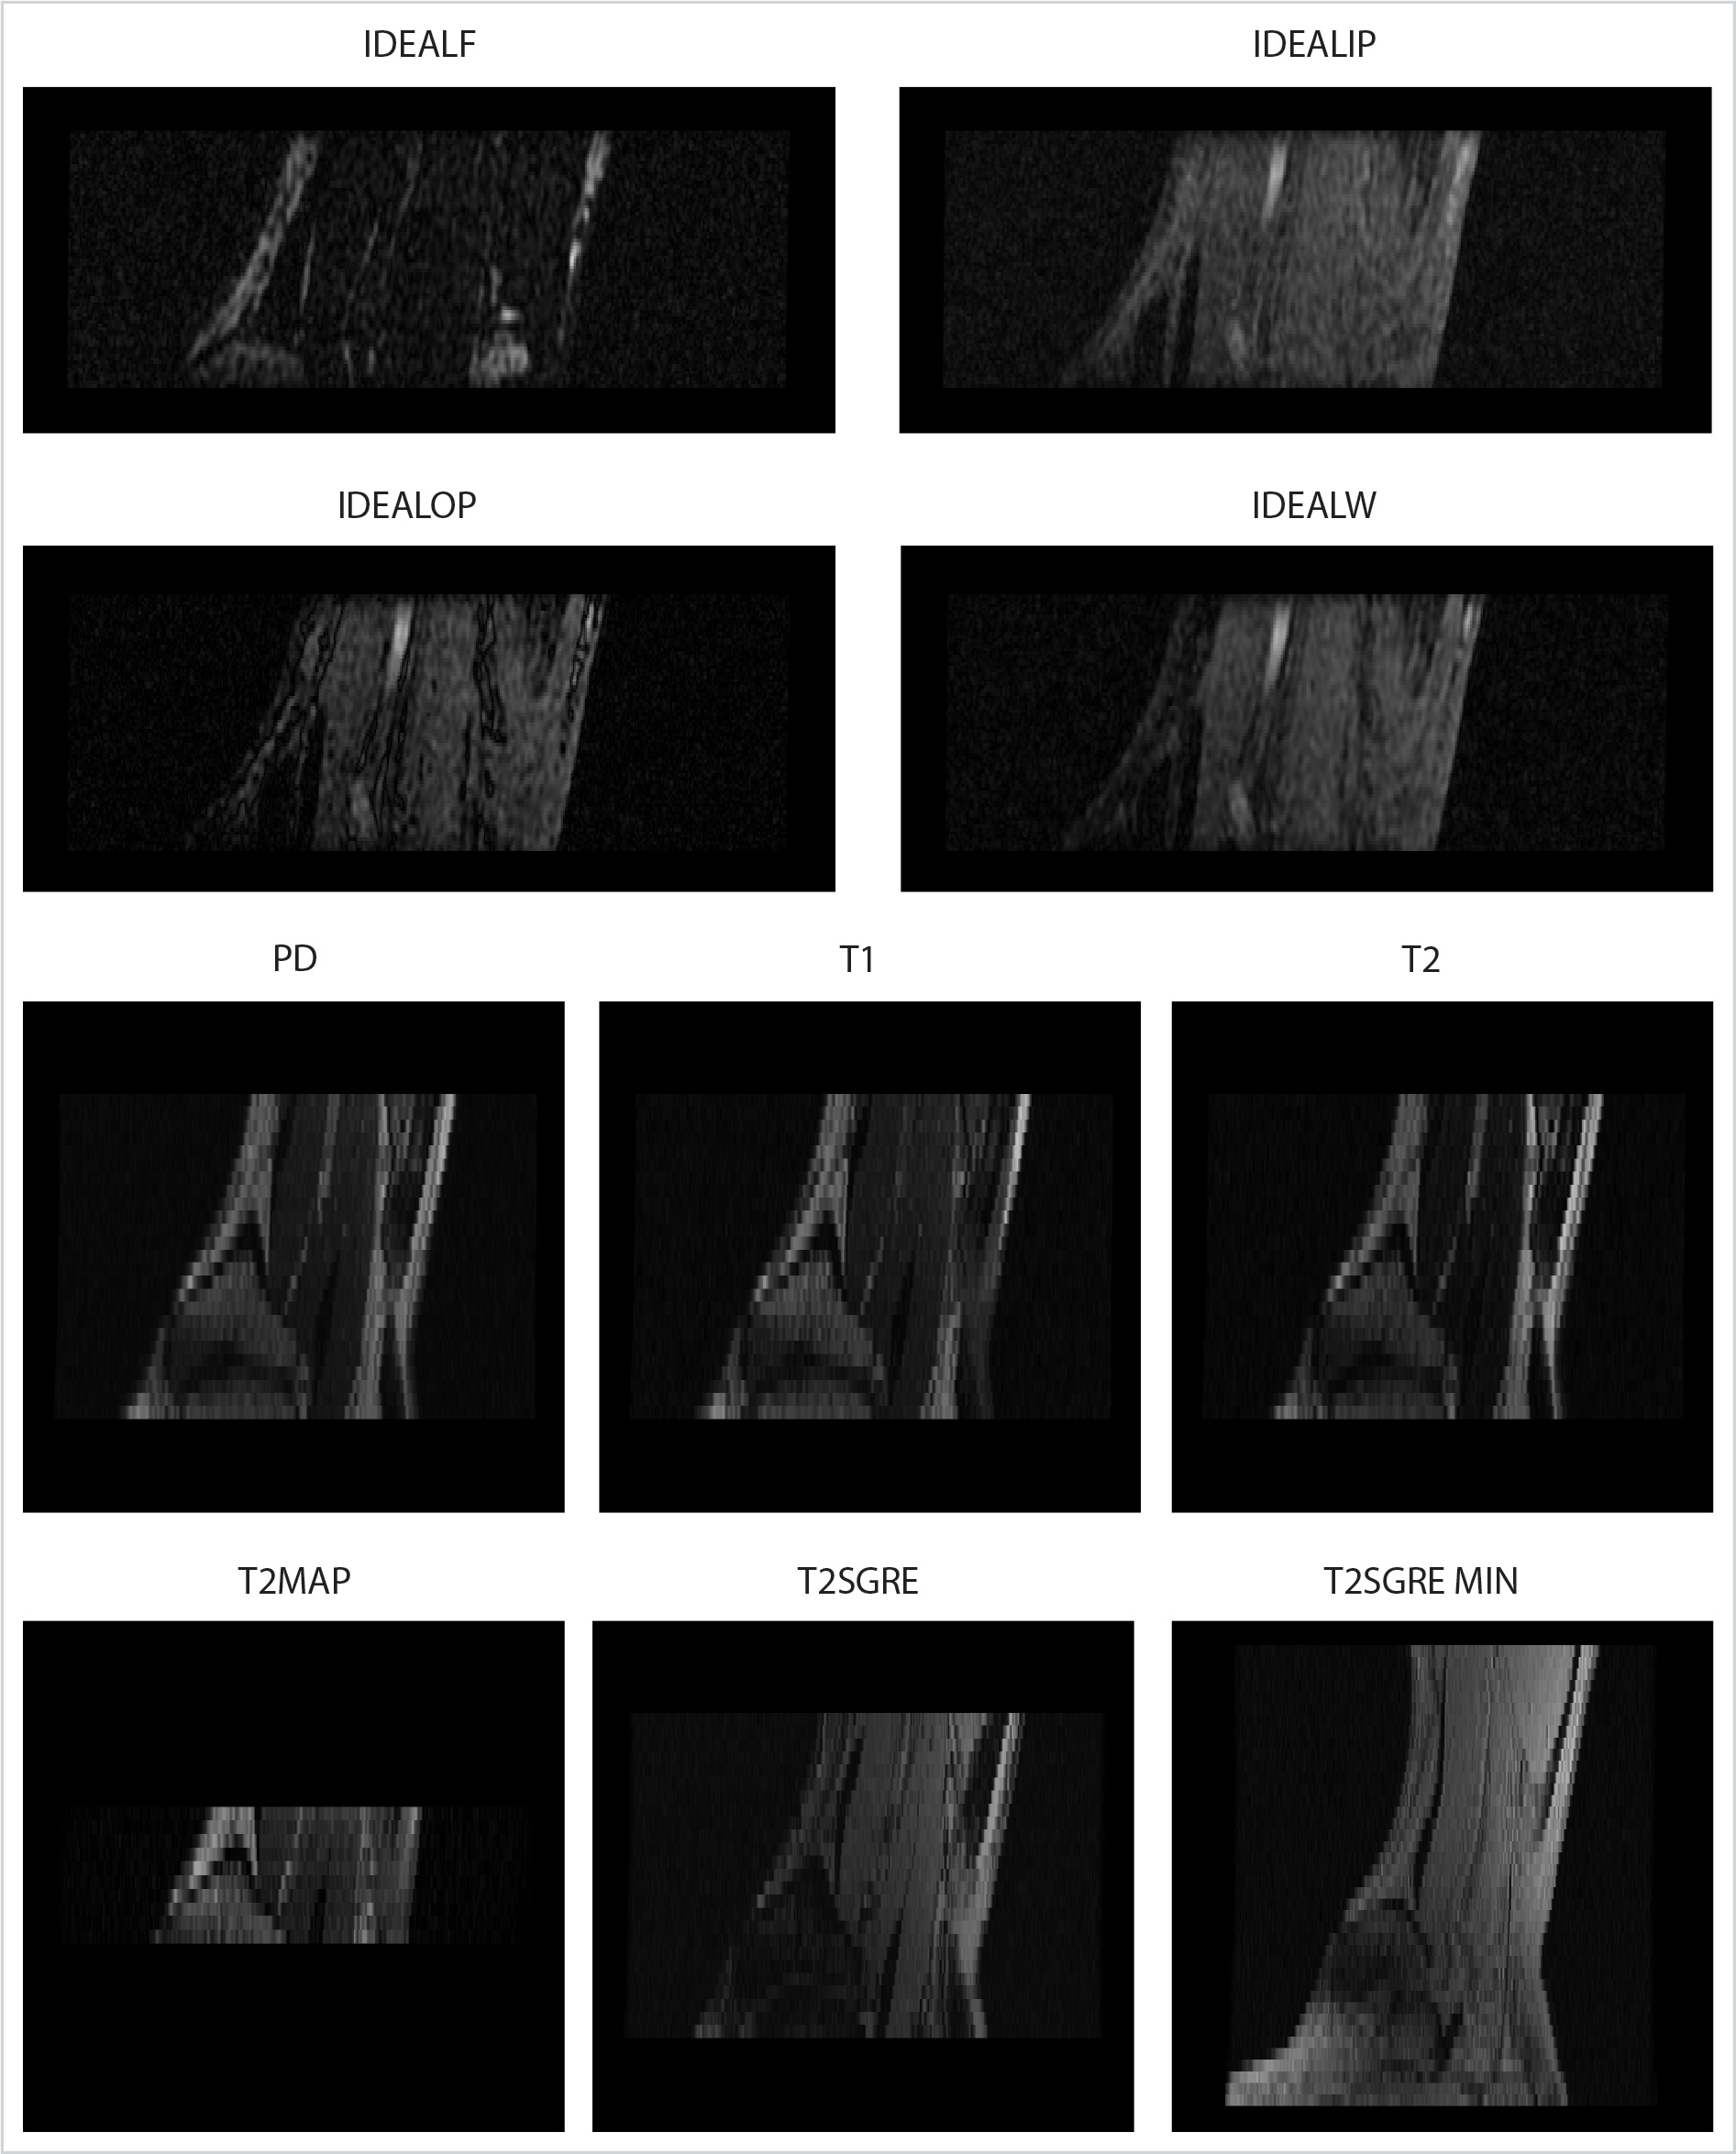 IDEALF
IDEALIP
IDEALOP
IDEALW
PD
T1
T2
T2MAP
T2SGRE
T2SGRE MIN